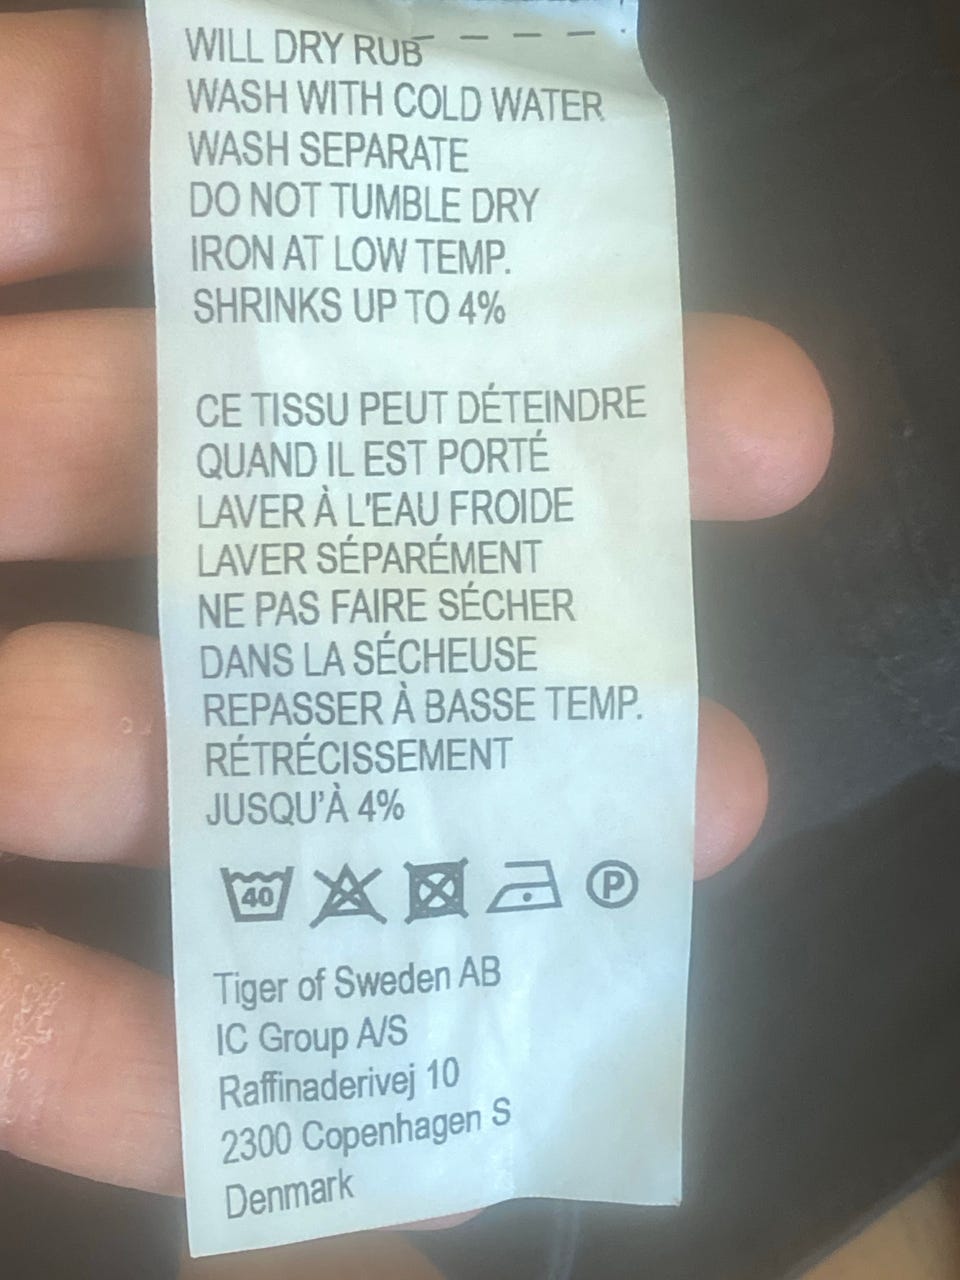 WILL DRY RUB
WASH WITH COLD WATER
WASH SEPARATE
DO NOT TUMBLE DRY
IRON AT LOW TEMP.
SHRINKS UP TO 4%
CE TISSU PEUT DÉTEINDRE
QUAND IL EST PORTÉ
LAVER À L'EAU FROIDE
LAVER SÉPARÉMENT
NE PAS FAIRE SÉCHER
DANS LA SÉCHEUSE
REPASSER À BASSE TEMP.
RÉTRÉCISSEMENT
JUSQU'À 4%
40 P
Tiger of Sweden AB
IC Group A/S
Raffinaderivej 10
2300 Copenhagen S
Denmark